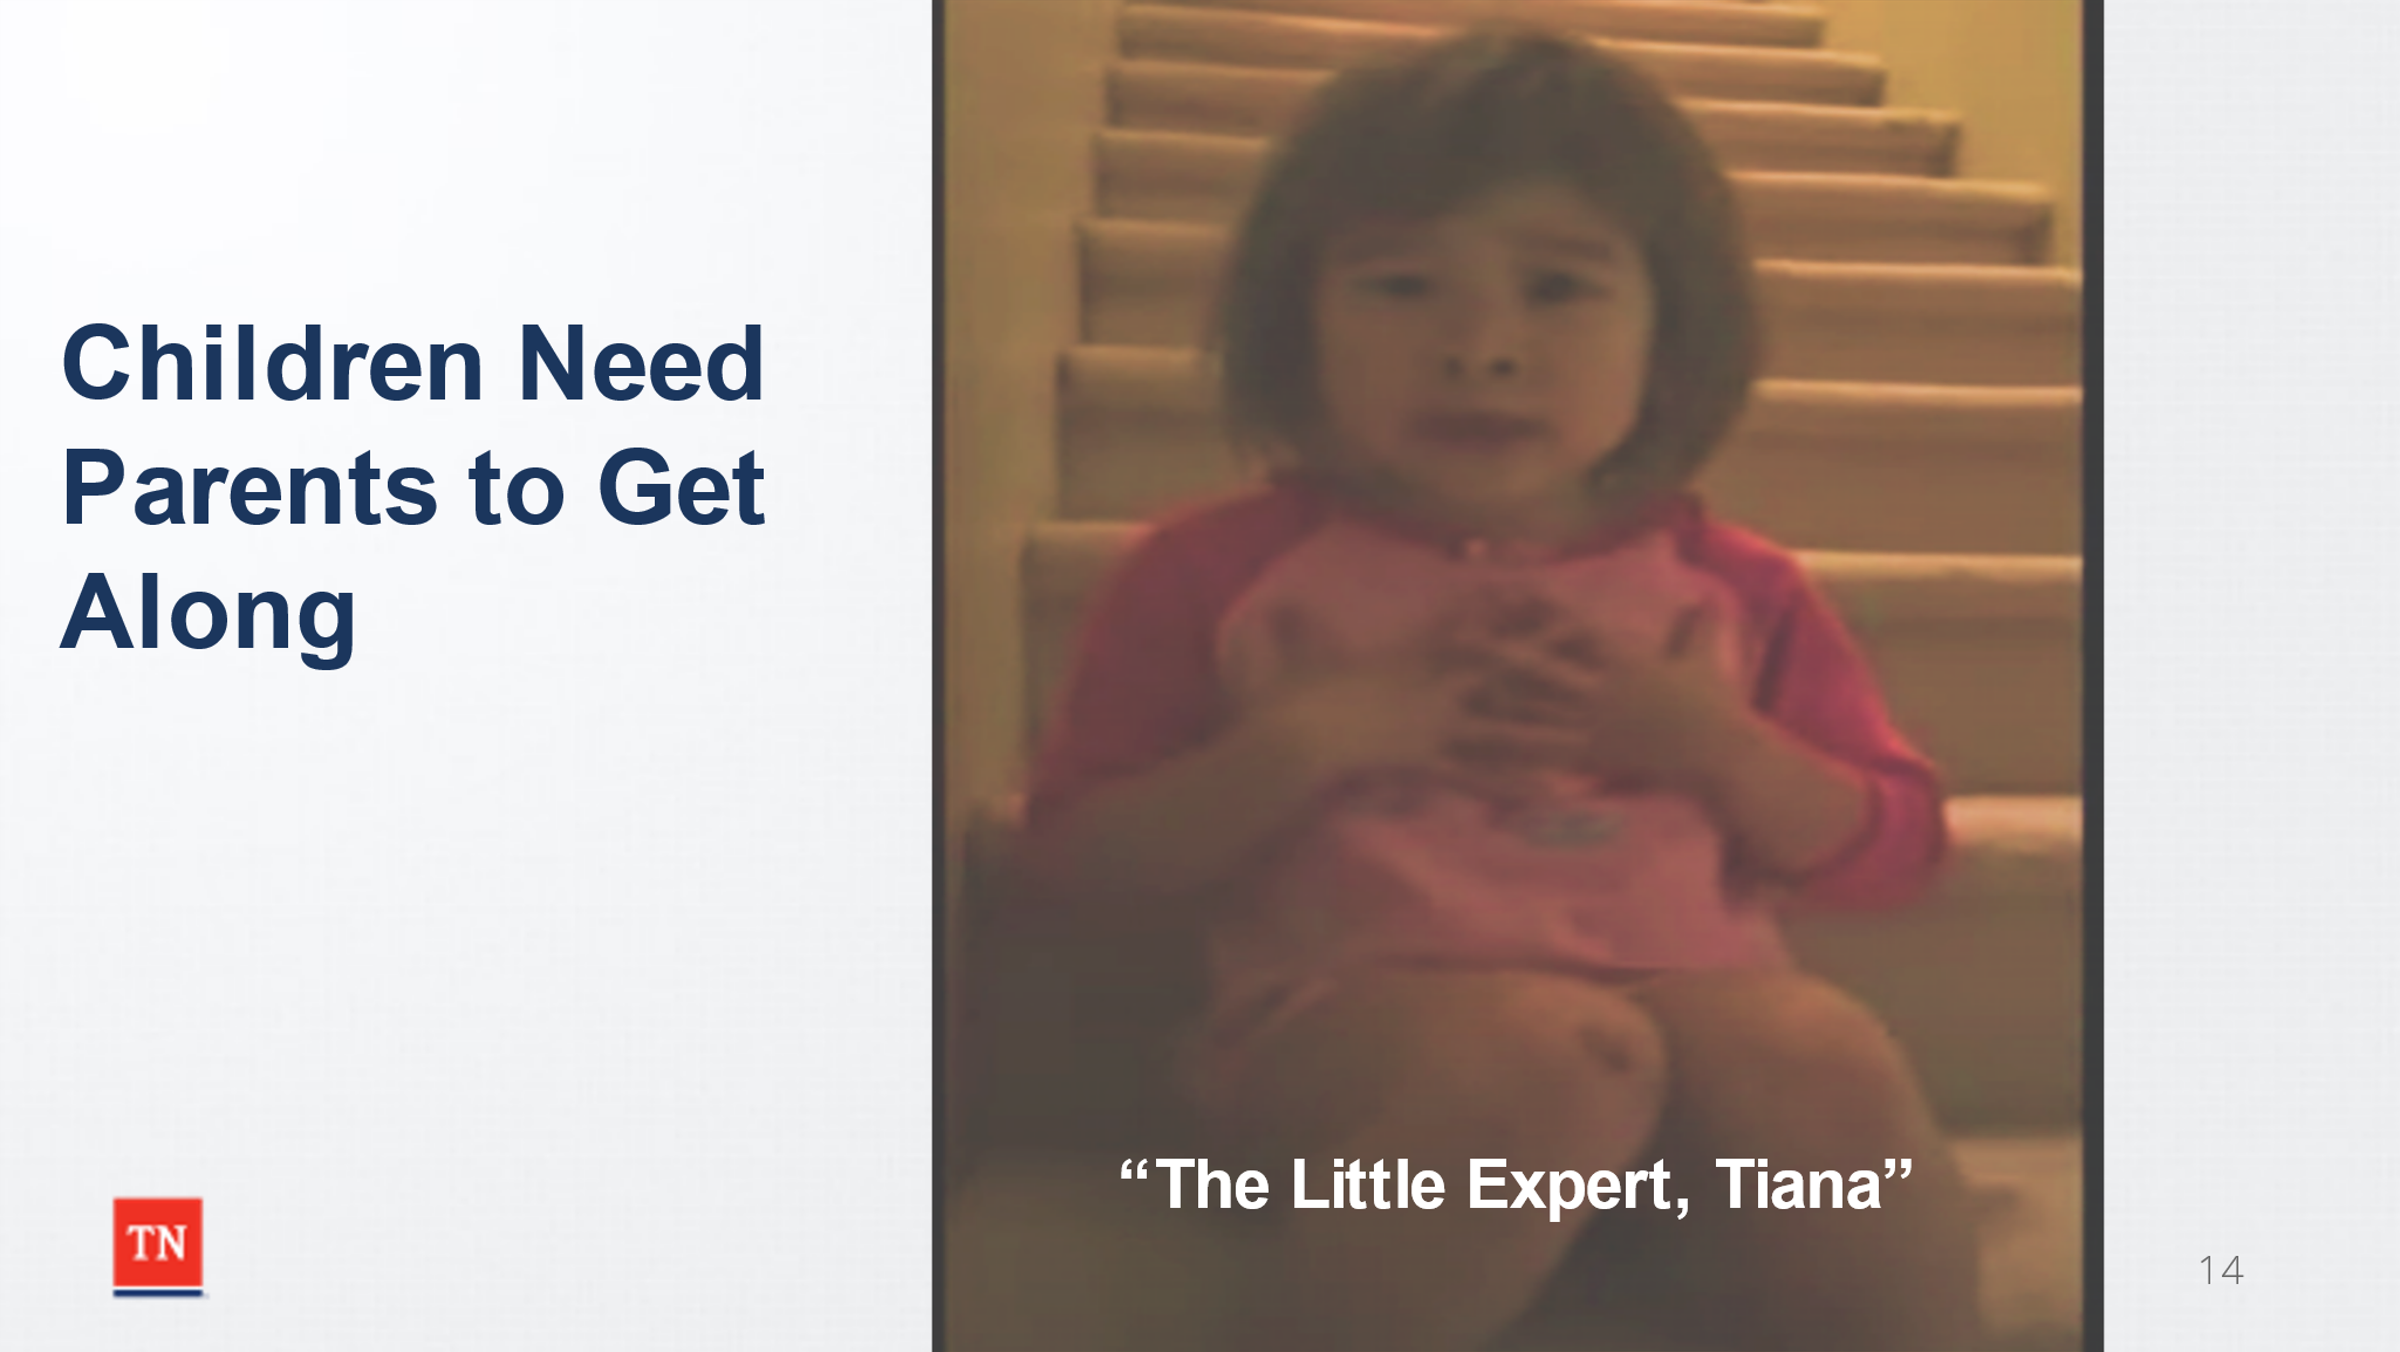 Children Need
Parents to Get
Along
“The Little Expert, Tiana”
TN
14